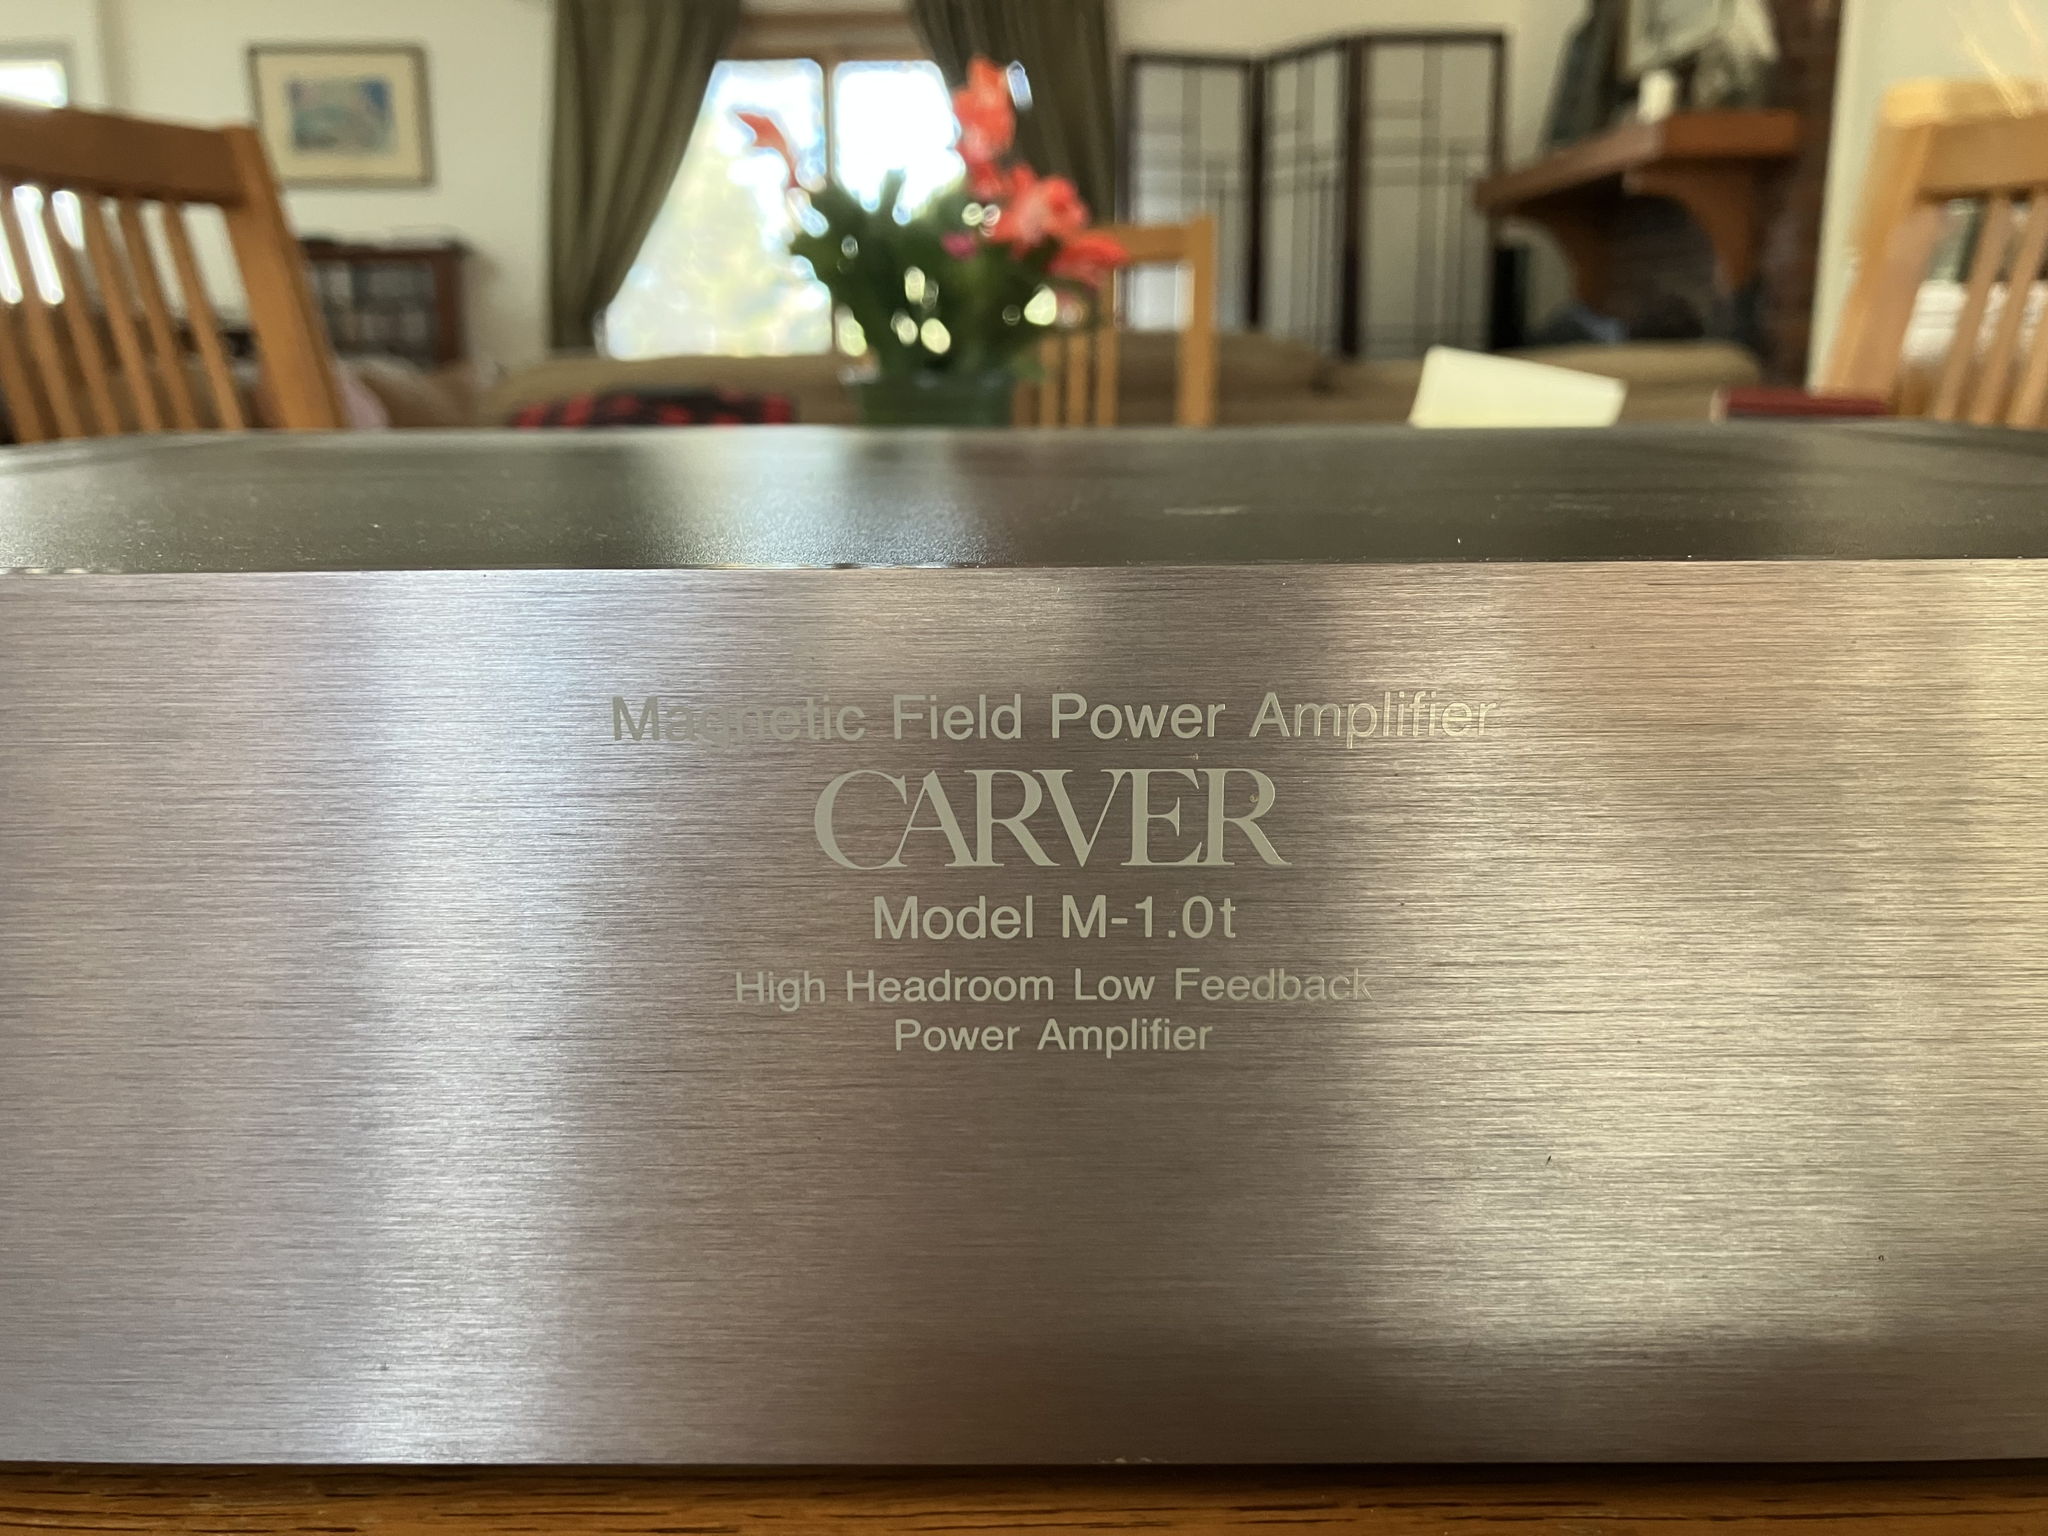 Magnetic Field Power Amplifier
CARVER
Model M-1.0t
High Headroom Low Feedback
Power Amplifier